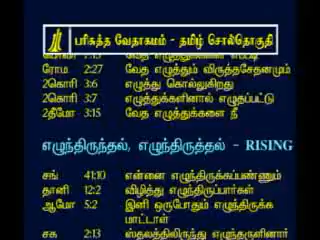 பரிசுத்த வேதாகமம் - தமிழ் சொல்தொகுதி
ரோம 2:27 வேத எழுத்தும் விருத்தசேதனமும்
2கொரி 3:6 எழுத்து கொல்லுகிறது
2கொரி 3:7 எழுத்துக்களினால் எழுதப்பட்டு
2தீமோ 3:15 வேத எழுத்துக்களை நீ
எழுந்திருந்தல், எழுந்திருத்தல் - RISING
சங் 41:10 என்னை எழுந்திருக்கப்பண்ணும்
தானி 12:2 விழித்து எழுந்திருப்பார்கள்
ஆமோ 5:2 இனி ஒருபோதும் எழுந்திருக்க
மாட்டாள்
சக 2:13 ஸ்தலத்திலிருந்து எழுந்தருளினார்